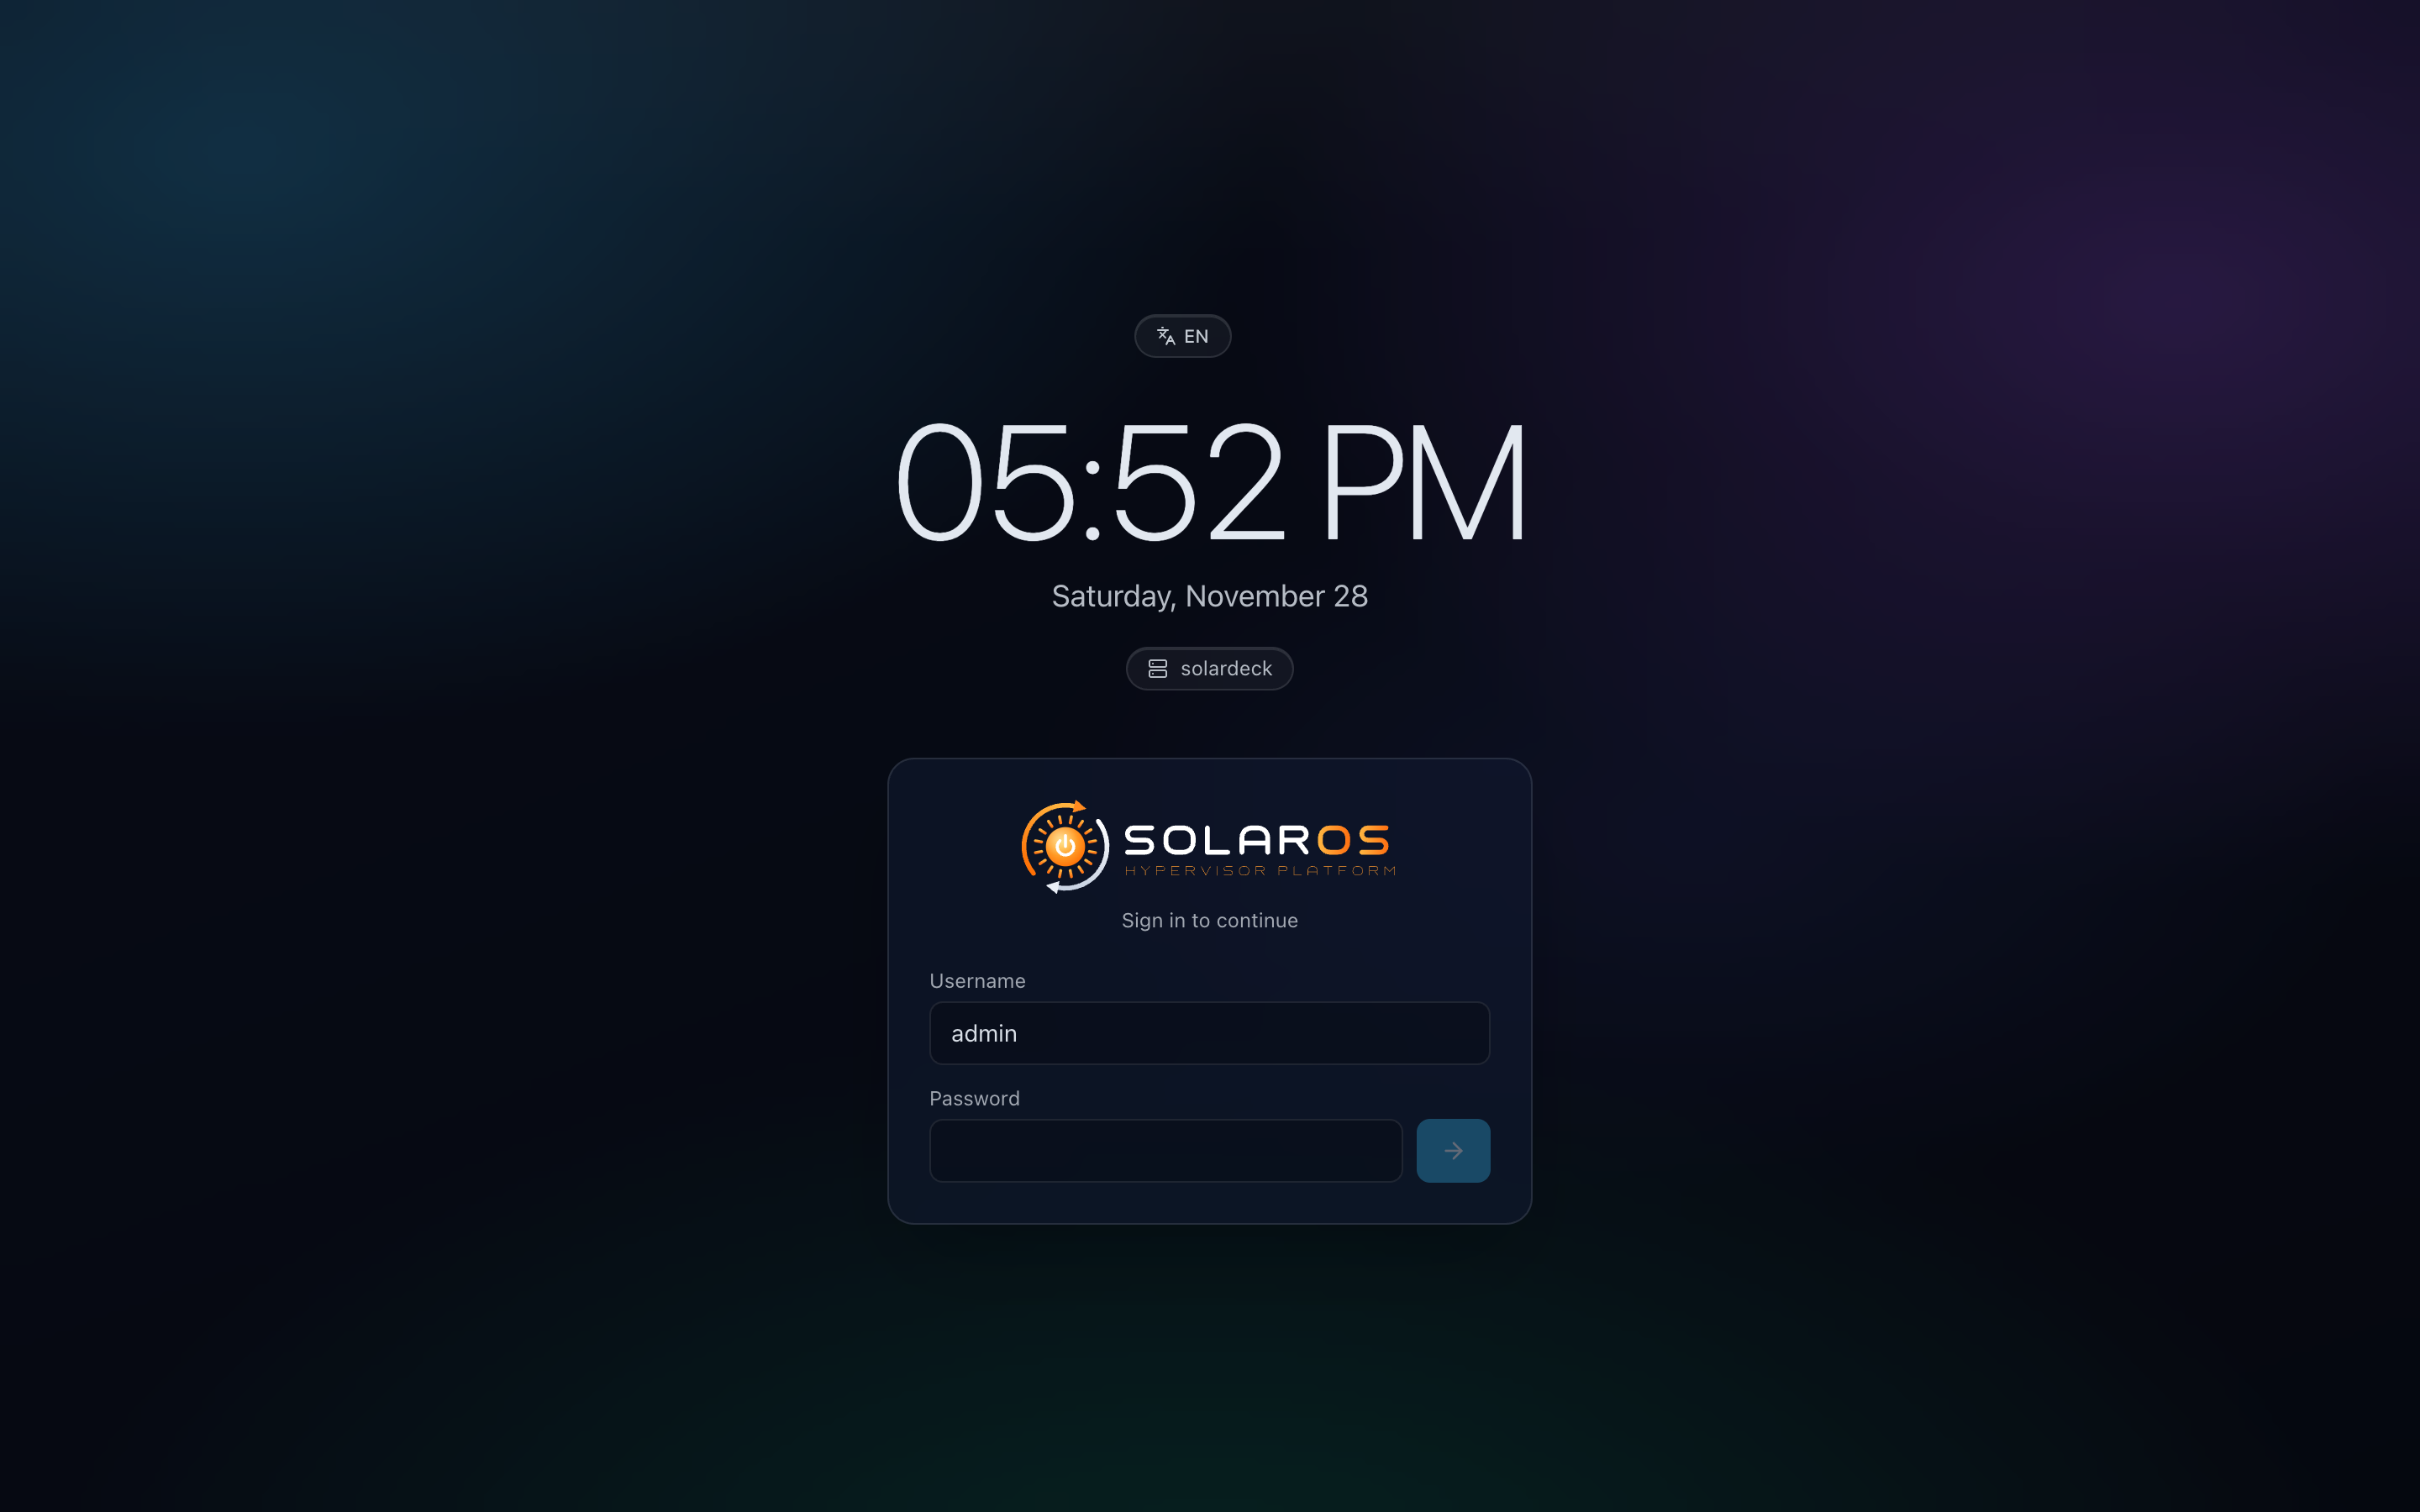 EN
05:52 PM
Saturday, November 28
solardeck
SOLAROS
HYPERVISOR PLATFORM
Sign in to continue
Username
admin
Password